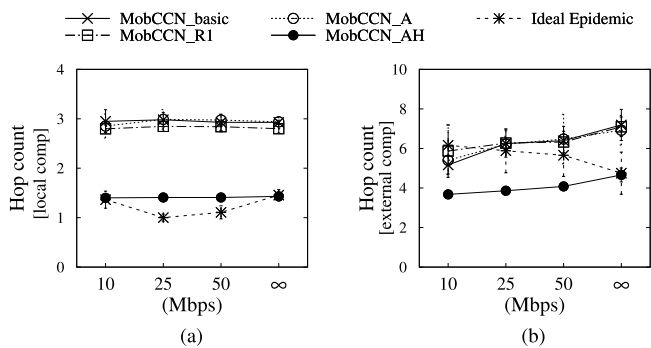 MobCCN_basic MobCCN_A Ideal Epidemic
MobCCN_R1 MobCCN_AH
Hop count
[local comp]
4
3
2
1
0
10 25 50 ∞
(Mbps)
(a)
Hop count
[external comp]
10
8
6
4
2
0
10 25 50 ∞
(Mbps)
(b)